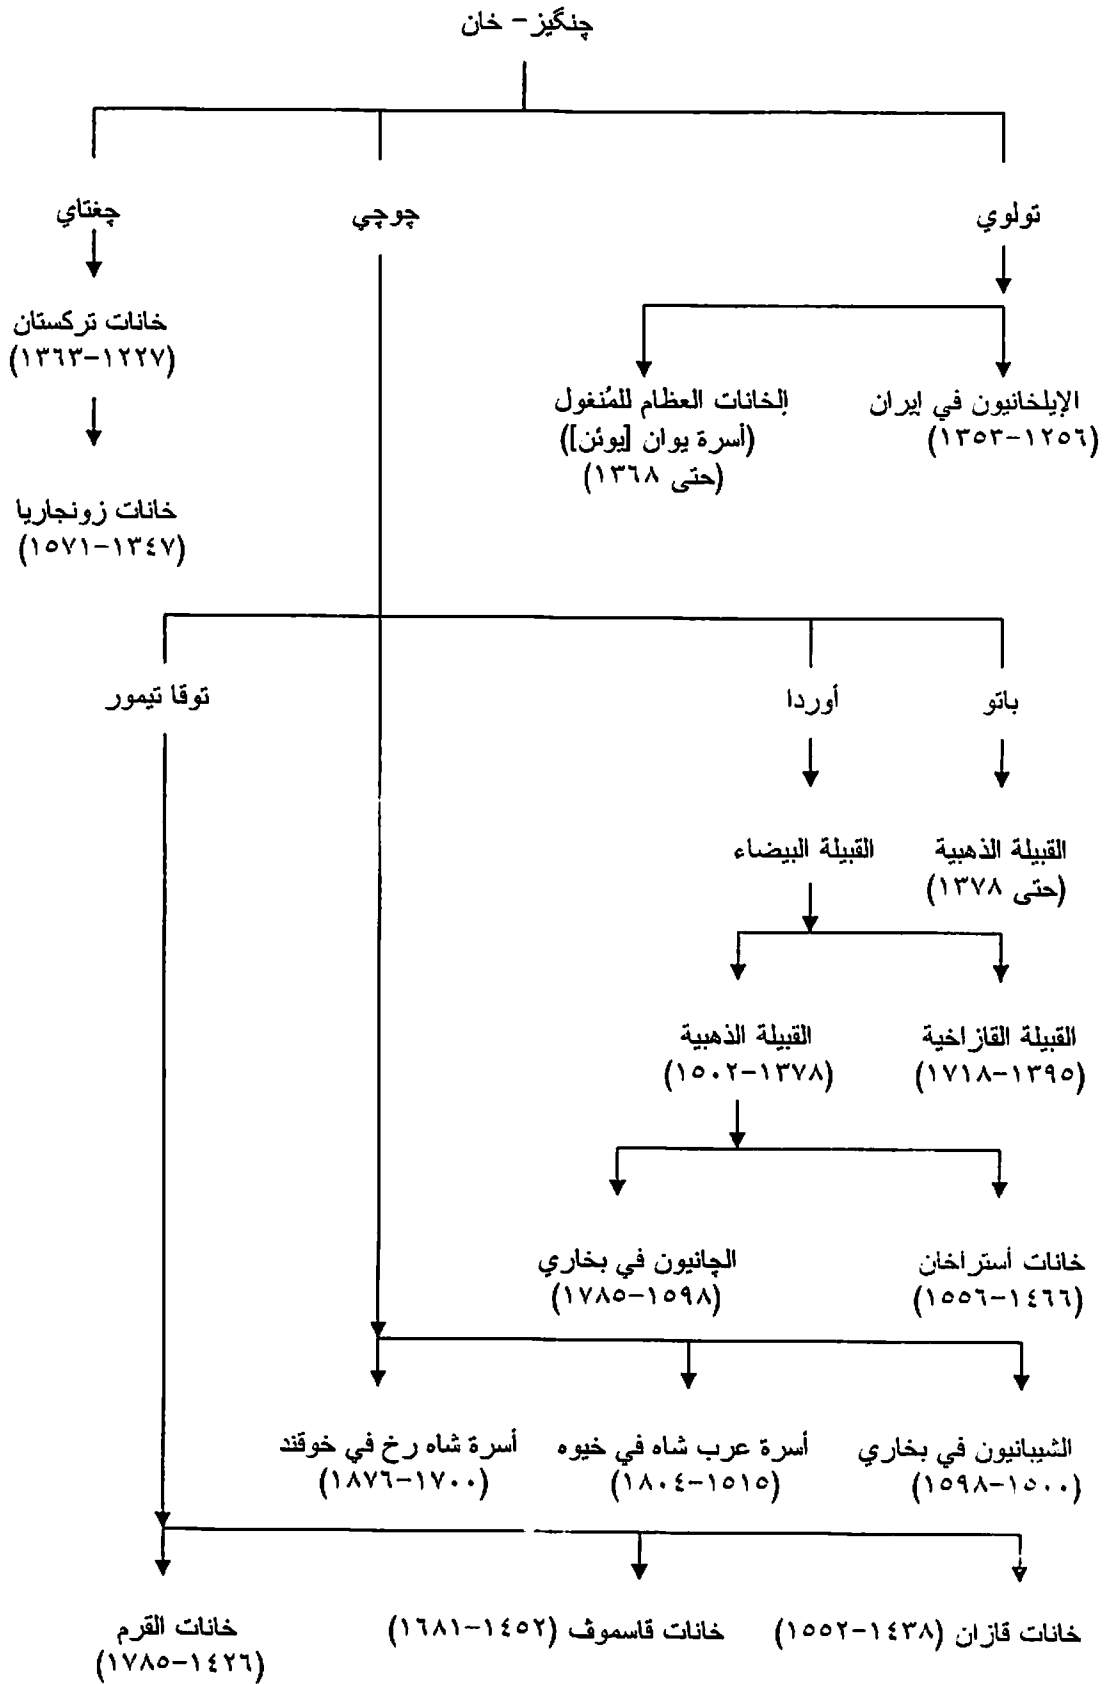 چنگيز - خان
تولوي
چوچي
چغتاي
الإيلخانيون في إيران
(١٢٥٦-١٣٥٣)
إلخانات العظام للمُنغول
(أسرة يوان [يوئن])
(حتى ١٣٦٨)
خانات تركستان
(١٢٢٧-١٣٦٣)
خانات زونجاريا
(١٣٤٧-١٥٧١)
باتو
أوردا
توقا تيمور
القبيلة الذهبية
(حتى ١٣٧٨)
القبيلة البيضاء
القبيلة القازاخية
(١٣٩٥-١٧١٨)
القبيلة الذهبية
(١٣٧٨-١٥٠٢)
خانات أستراخان
(١٤٦٦-١٥٥٦)
الچانيون في بخاري
(١٥٩٨-١٧٨٥)
الشيبانيون في بخاري
(١٥٠٠-١٥٩٨)
أسرة عرب شاه في خيوه
(١٥١٥-١٨٠٤)
أسرة شاه رخ في خوقند
(١٧٠٠-١٨٧٦)
خانات قازان (١٤٣٨-١٥٥٢)
خانات قاسموڤ (١٤٥٢-١٦٨١)
خانات القرم
(١٤٢٦-١٧٨٥)